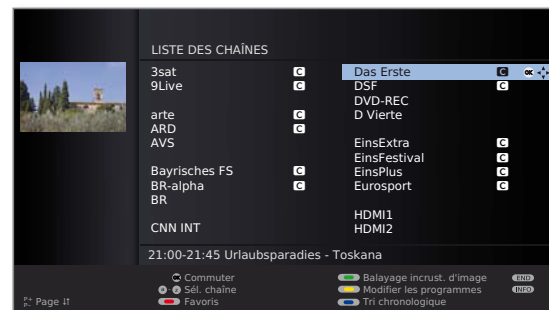 LISTE DES CHAÎNES
3sat C
9Live C
arte C
ARD C
AVS
Bayrisches FS C
BR-alpha C
BR
CNN INT
Das Erste C OK
DSF C
DVD-REC
D Vierte
EinsExtra C
EinsFestival C
EinsPlus C
Eurosport C
HDMI1
HDMI2
21:00-21:45 Urlaubsparadies - Toskana
OK Commuter
Sél. chaîne
Favoris
Balayage incrust. d'image END
Modifier les programmes INFO
Tri chronologique
P+ P- Page